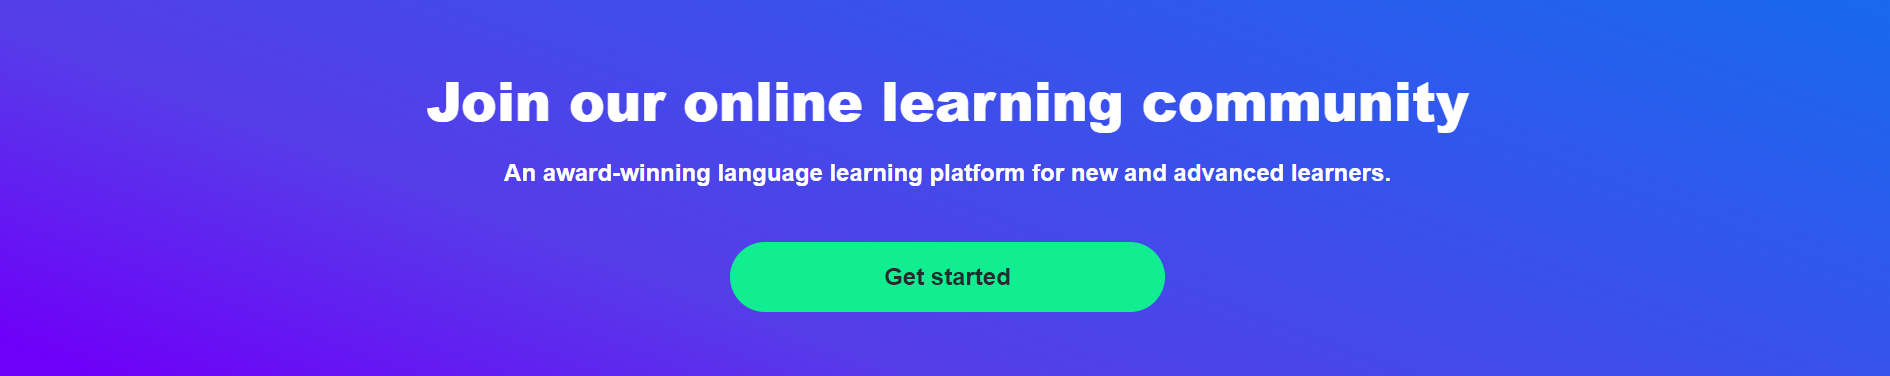 Join our online learning community
An award-winning language learning platform for new and advanced learners.
Get started